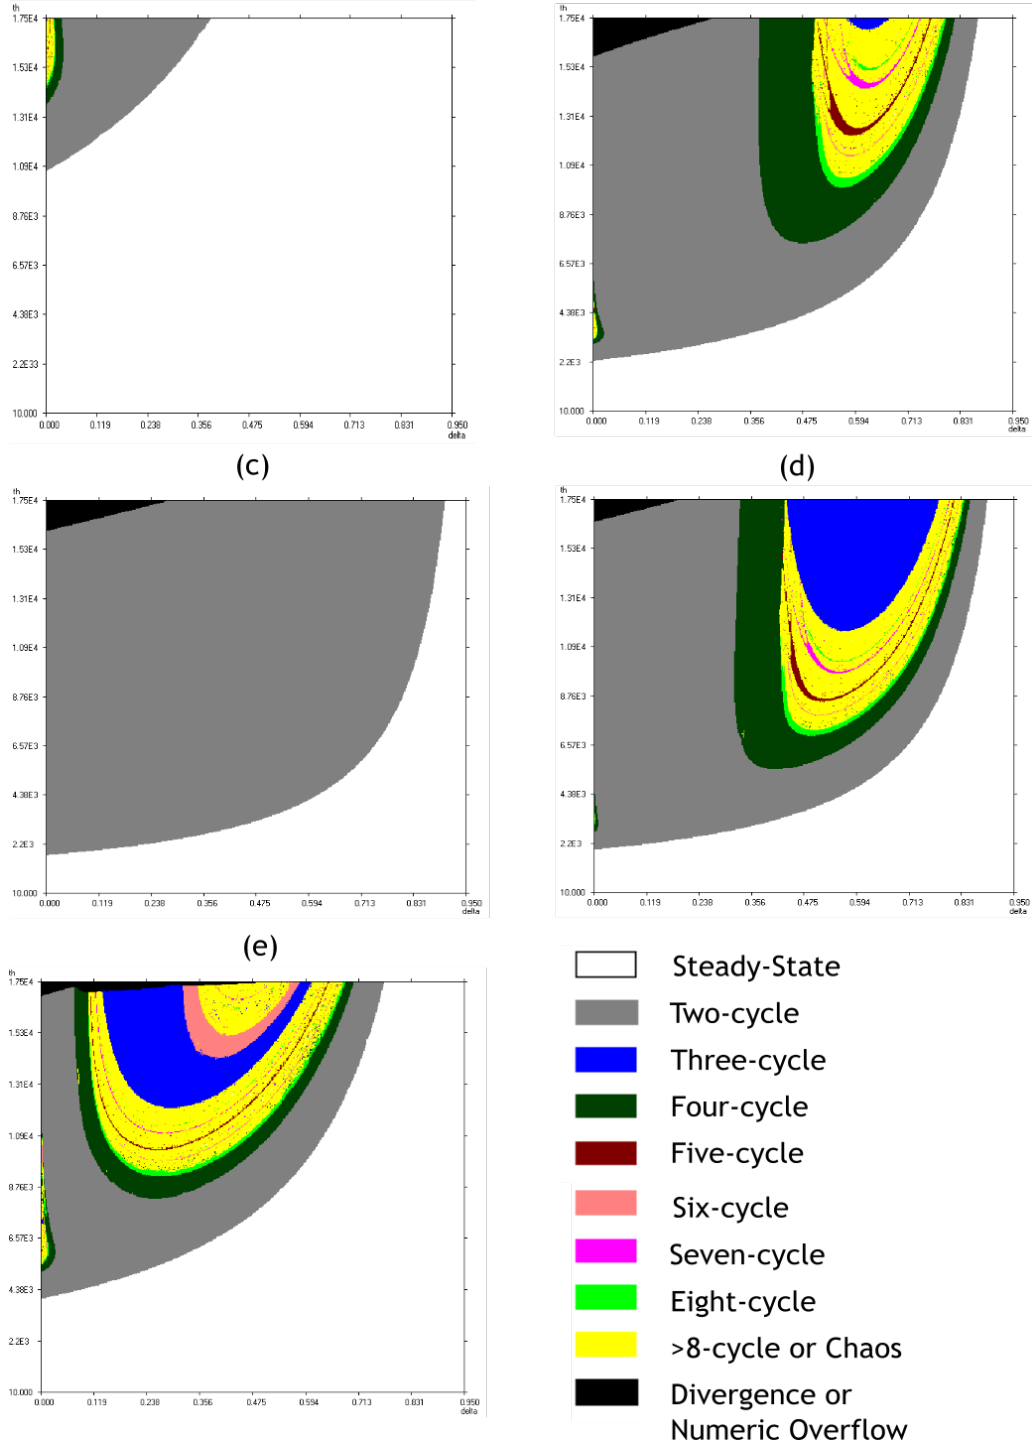 th
1.75E4
1.53E4
1.31E4
1.09E4
8.76E3
6.57E3
4.38E3
2.2E33
10.000
0.000 0.119 0.238 0.356 0.475 0.594 0.713 0.831 0.950
delta
th
1.75E4
1.53E4
1.31E4
1.09E4
8.76E3
6.57E3
4.38E3
2.2E3
10.000
0.000 0.119 0.238 0.356 0.475 0.594 0.713 0.831 0.950
delta
(c)
(d)
th
1.75E4
1.53E4
1.31E4
1.09E4
8.76E3
6.57E3
4.38E3
2.2E3
10.000
0.000 0.119 0.238 0.356 0.475 0.594 0.713 0.831 0.950
delta
th
1.75E4
1.53E4
1.31E4
1.09E4
8.76E3
6.57E3
4.38E3
2.2E3
10.000
0.000 0.119 0.238 0.356 0.475 0.594 0.713 0.831 0.950
delta
(e)
th
1.75E4
1.53E4
1.31E4
1.09E4
8.76E3
6.57E3
4.38E3
2.2E3
10.000
0.000 0.119 0.238 0.356 0.475 0.594 0.713 0.831 0.950
delta
Steady-State
Two-cycle
Three-cycle
Four-cycle
Five-cycle
Six-cycle
Seven-cycle
Eight-cycle
>8-cycle or Chaos
Divergence or
Numeric Overflow